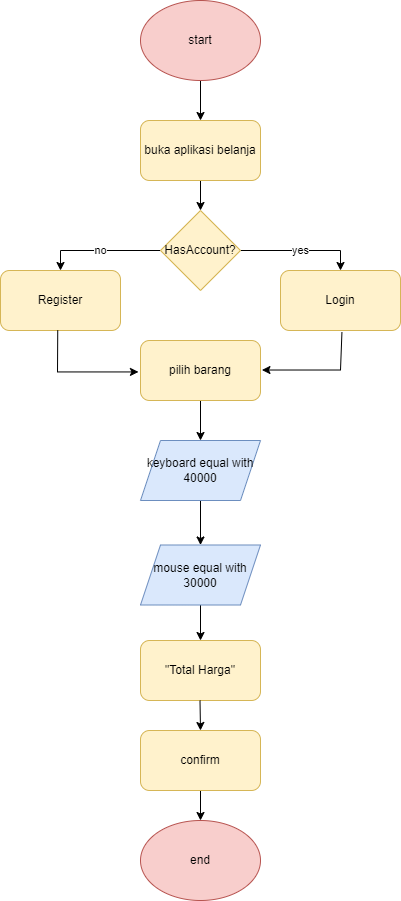 start
buka aplikasi belanja
HasAccount?
no
yes
Register
Login
pilih barang
keyboard equal with
40000
mouse equal with
30000
"Total Harga"
confirm
end